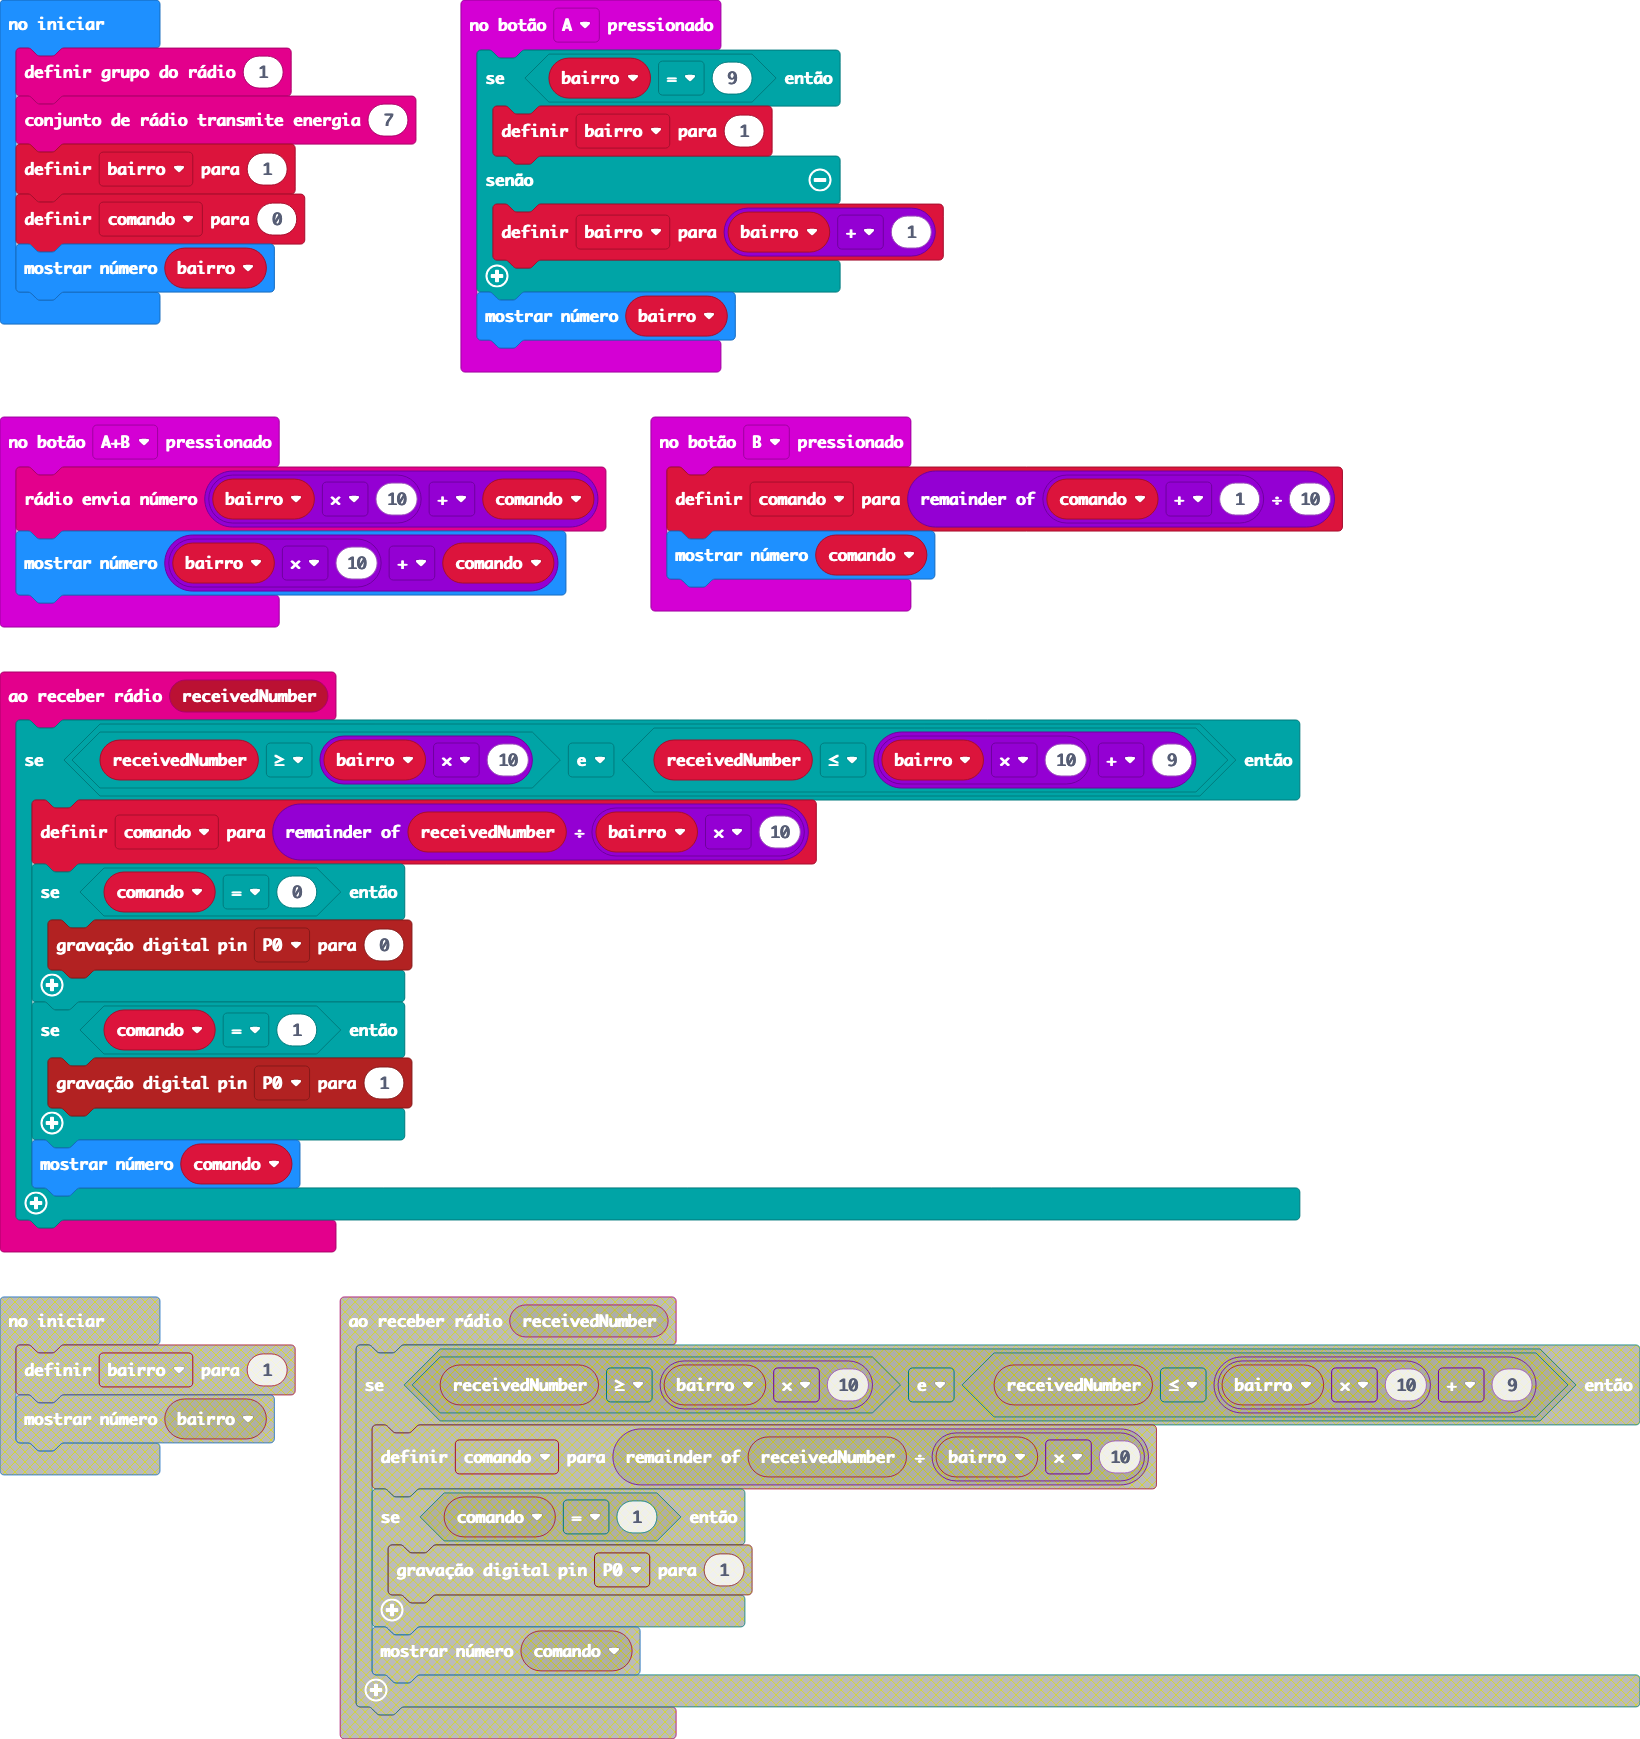 no iniciar
definir grupo do rádio 1
conjunto de rádio transmite energia 7
definir bairro para 1
definir comando para 0
mostrar número bairro
no botão A pressionado
se bairro = 9 então
definir bairro para 1
senão
definir bairro para bairro + 1
mostrar número bairro
no botão A+B pressionado
rádio envia número bairro x 10 + comando
mostrar número bairro x 10 + comando
no botão B pressionado
definir comando para remainder of comando + 1 ÷ 10
mostrar número comando
ao receber rádio receivedNumber
se receivedNumber ≥ bairro x 10 e receivedNumber ≤ bairro x 10 + 9 então
definir comando para remainder of receivedNumber ÷ bairro x 10
se comando = 0 então
gravação digital pin P0 para 0
se comando = 1 então
gravação digital pin P0 para 1
mostrar número comando
no iniciar
definir bairro para 1
mostrar número bairro
ao receber rádio receivedNumber
se receivedNumber ≥ bairro x 10 e receivedNumber ≤ bairro x 10 + 9 então
definir comando para remainder of receivedNumber ÷ bairro x 10
se comando = 1 então
gravação digital pin P0 para 1
mostrar número comando